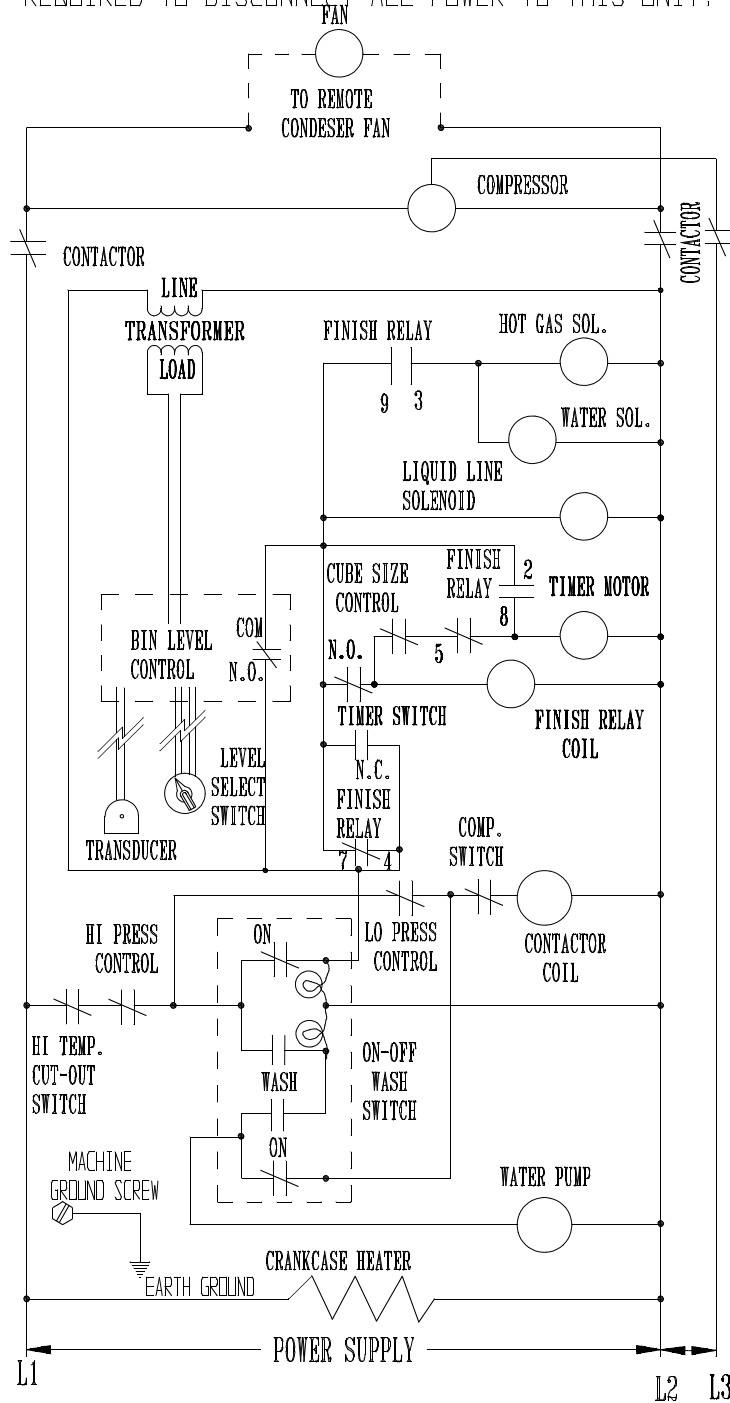 REQUIRED TO DISCONNECT ALL POWER TO THIS UNIT.
FAN
TO REMOTE
CONDESER FAN
COMPRESSOR
CONTACTOR
CONTACTOR
LINE
TRANSFORMER
LOAD
FINISH RELAY
9 3
HOT GAS SOL.
WATER SOL.
LIQUID LINE
SOLENOID
CUBE SIZE
CONTROL
FINISH
RELAY
2
8
5
TIMER MOTOR
BIN LEVEL
CONTROL
COM
N.O.
N.O.
TIMER SWITCH
FINISH RELAY
COIL
N.C.
FINISH
RELAY
7 4
LEVEL
SELECT
SWITCH
TRANSDUCER
COMP.
SWITCH
HI PRESS
CONTROL
ON
LO PRESS
CONTROL
CONTACTOR
COIL
HI TEMP.
CUT-OUT
SWITCH
WASH
ON-OFF
WASH
SWITCH
ON
MACHINE
GROUND SCREW
WATER PUMP
EARTH GROUND
CRANKCASE HEATER
POWER SUPPLY
L1
L2
L3